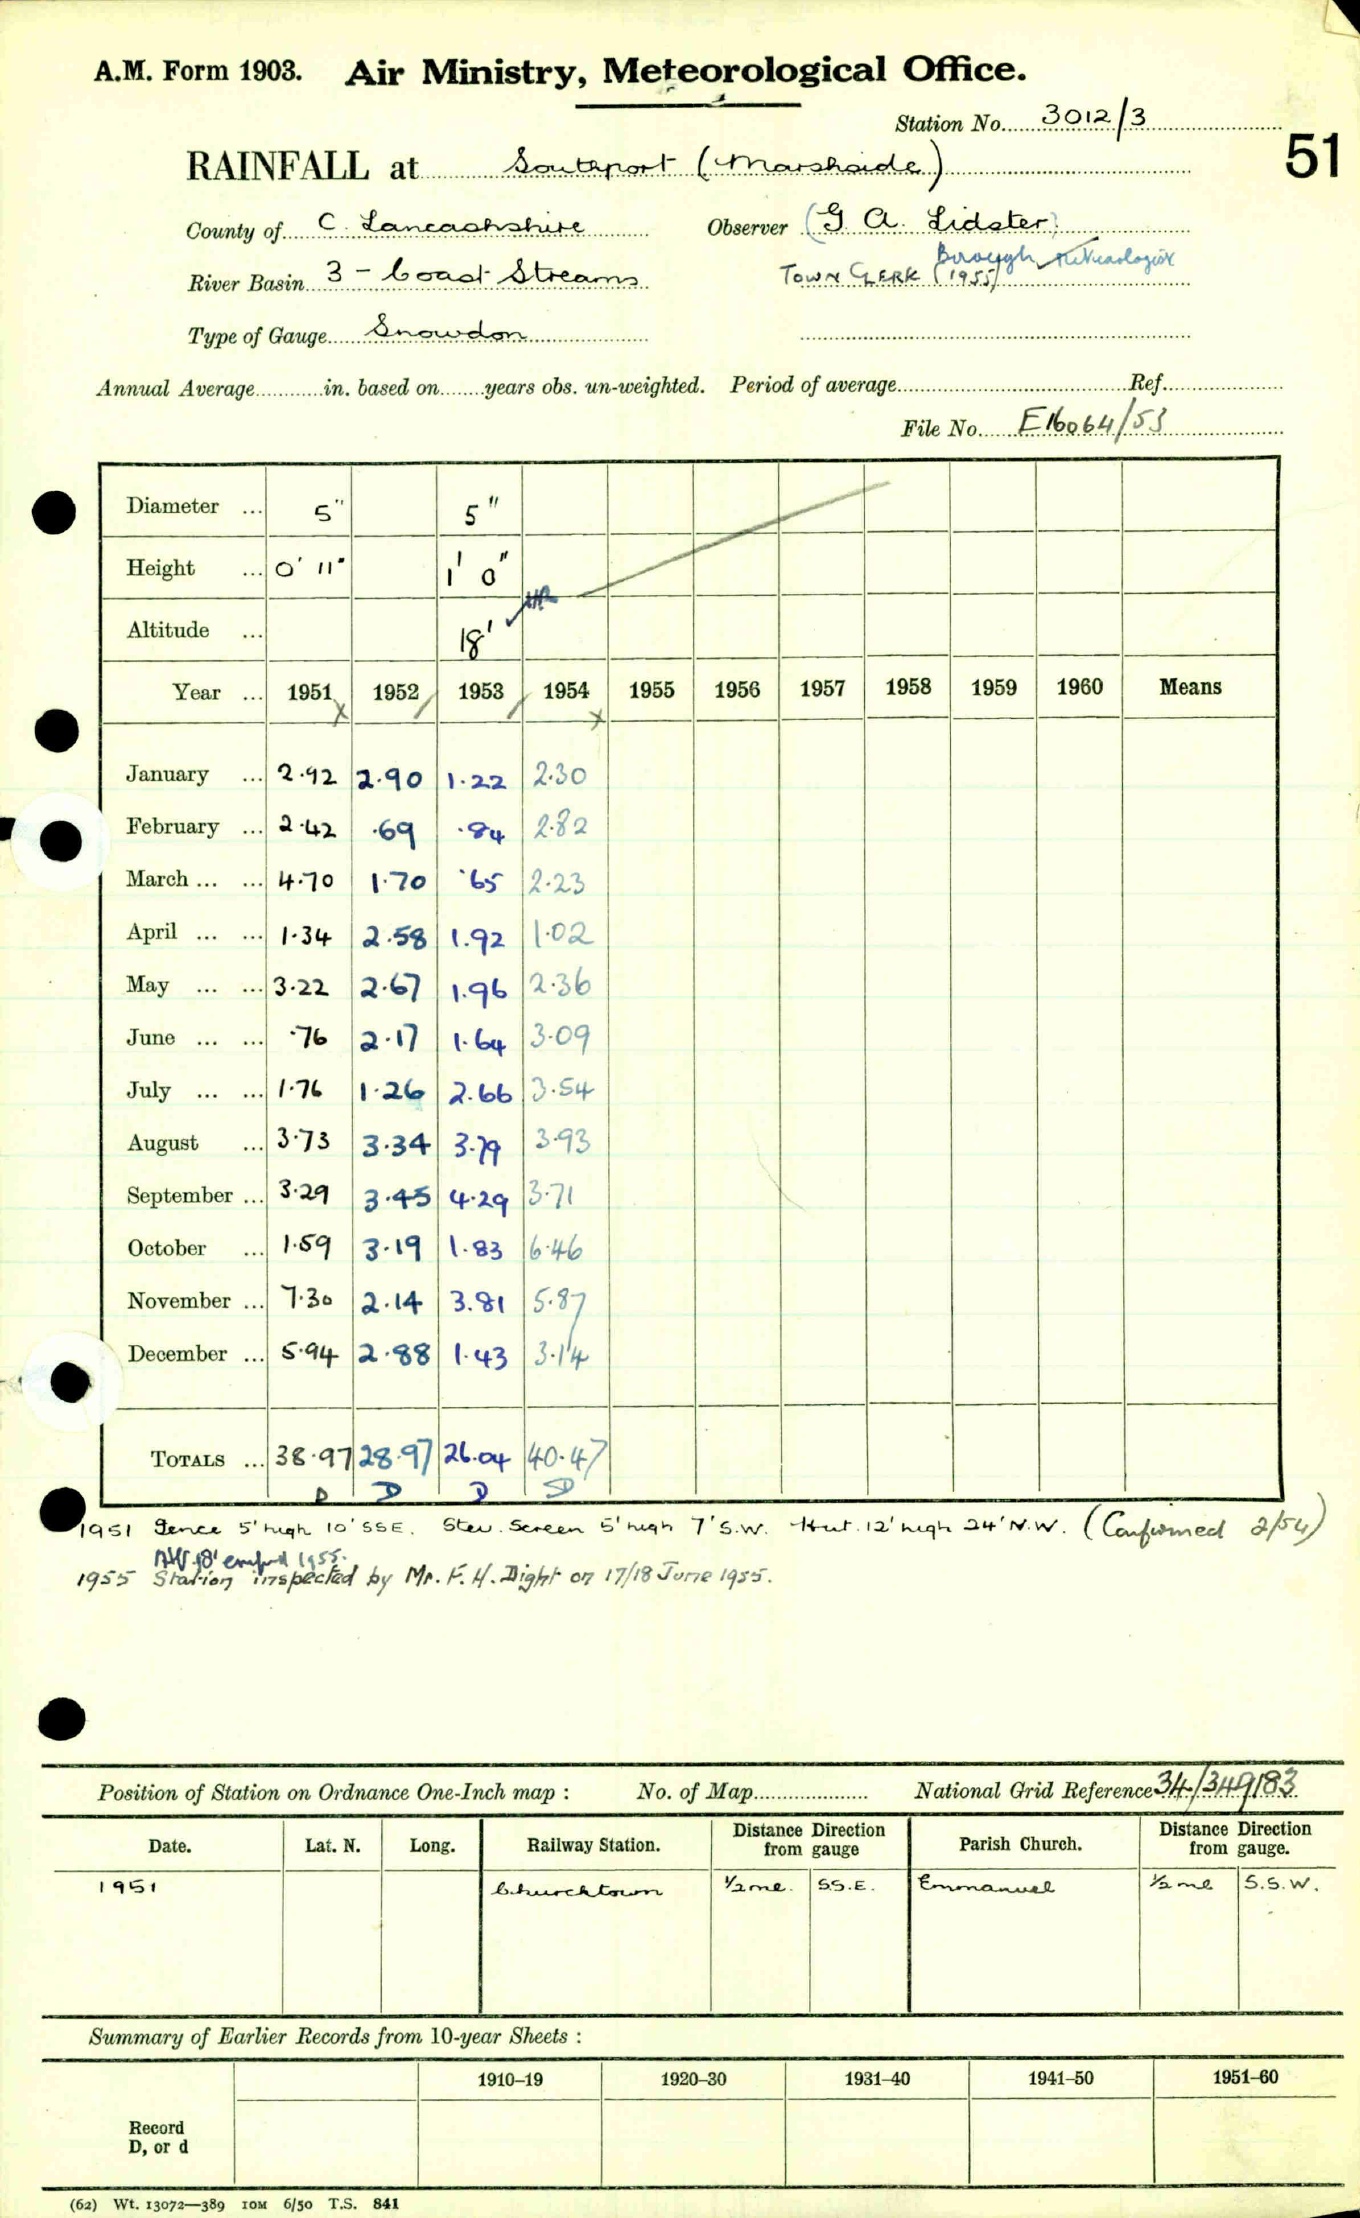 A.M. Form 1903. Air Ministry, Meteorological Office.
Station No. 3012/3
51
RAINFALL at Southport (Marshside)
County of C. Lancashshire Observer (G. A. Lidster)
Borough Meteorologist
River Basin 3 - Coast Streams TOWN CLERK (1955)
Type of Gauge Snowdon
Annual Average in. based on years obs. un-weighted. Period of average Ref.
File No. E16064/53
Diameter ... 5" 5"
Height ... 0' 11" 1' 0"
Altitude ... 18'
Year ... 1951 1952 1953 1954 1955 1956 1957 1958 1959 1960 Means
January ... 2.92 2.90 1.22 2.30
February ... 2.42 .69 .84 2.82
March ... ... 4.70 1.70 .65 2.23
April ... ... 1.34 2.58 1.92 1.02
May ... ... 3.22 2.67 1.96 2.36
June ... ... .76 2.17 1.64 3.09
July ... ... 1.76 1.26 2.66 3.54
August ... 3.73 3.34 3.79 3.93
September ... 3.29 3.45 4.29 3.71
October ... 1.59 3.19 1.83 6.46
November ... 7.30 2.14 3.81 5.87
December ... 5.94 2.88 1.43 3.14
TOTALS ... 38.97 28.97 26.04 40.47
D D D D
1951 Fence 5' high 10' SSE. Stev. Screen 5' high 7' S.W. Hut. 12' high 24' N.W. (Confirmed 2/54)
18' 1955.
1955 Station inspected by Mr. F. H. Dight on 17/18 June 1955.
Position of Station on Ordnance One-Inch map : No. of Map National Grid Reference 34/349183
Date. Lat. N. Long. Railway Station. Distance Direction from gauge Parish Church. Distance Direction from gauge.
1951 Churchtown ½ me. SS.E. Emmanuel ½ me S.S.W.
Summary of Earlier Records from 10-year Sheets :
1910–19 1920–30 1931–40 1941–50 1951–60
Record
D, or d
(62) Wt. 13072—389 10M 6/50 T.S. 841